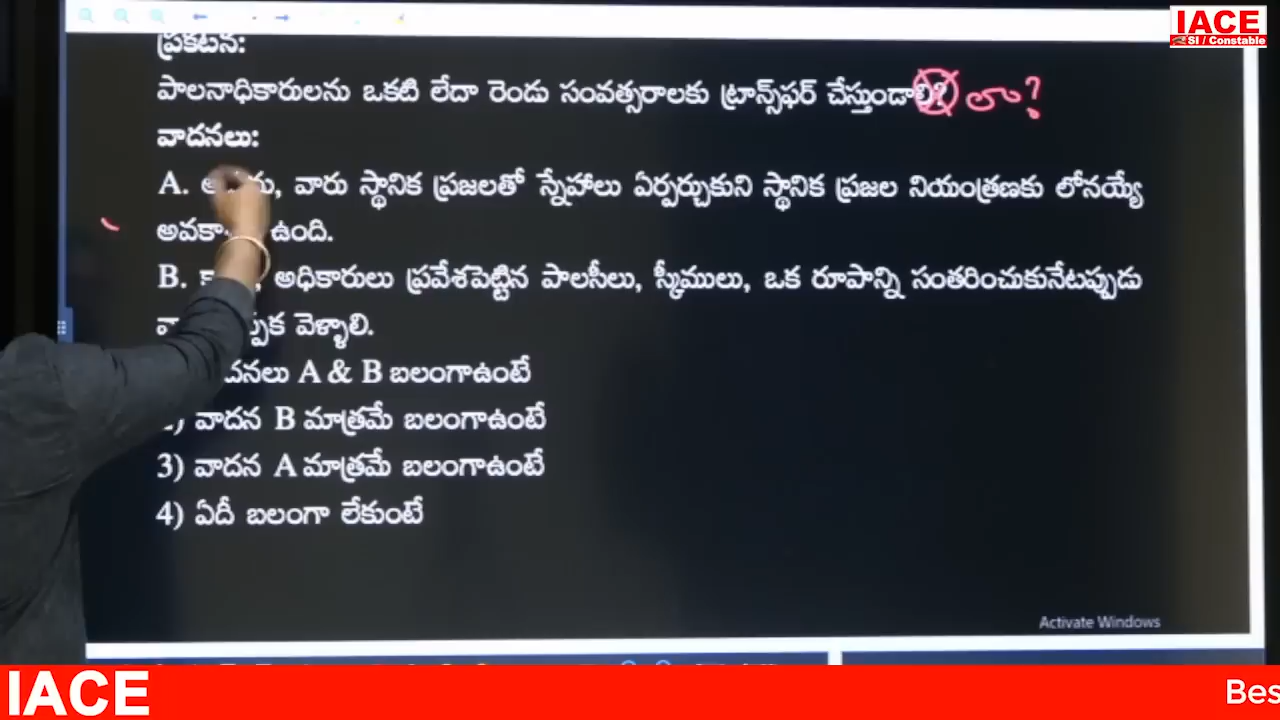 IACE
SI / Constable
ప్రకటన:
పాలనాధికారులను ఒకటి లేదా రెండు సంవత్సరాలకు ట్రాన్స్‌ఫర్ చేస్తుండాలి? లా?
వాదనలు:
A. వారు స్థానిక ప్రజలతో స్నేహాలు ఏర్పర్చుకుని స్థానిక ప్రజల నియంత్రణకు లోనయ్యే
ఉంది.
B. అధికారులు ప్రవేశపెట్టిన పాలసీలు, స్కీములు, ఒక రూపాన్ని సంతరించుకునేటప్పుడు
వెళ్ళాలి.
A & B బలంగాఉంటే
వాదన B మాత్రమే బలంగాఉంటే
3) వాదన A మాత్రమే బలంగాఉంటే
4) ఏదీ బలంగా లేకుంటే
Activate Windows
IACE
Bes